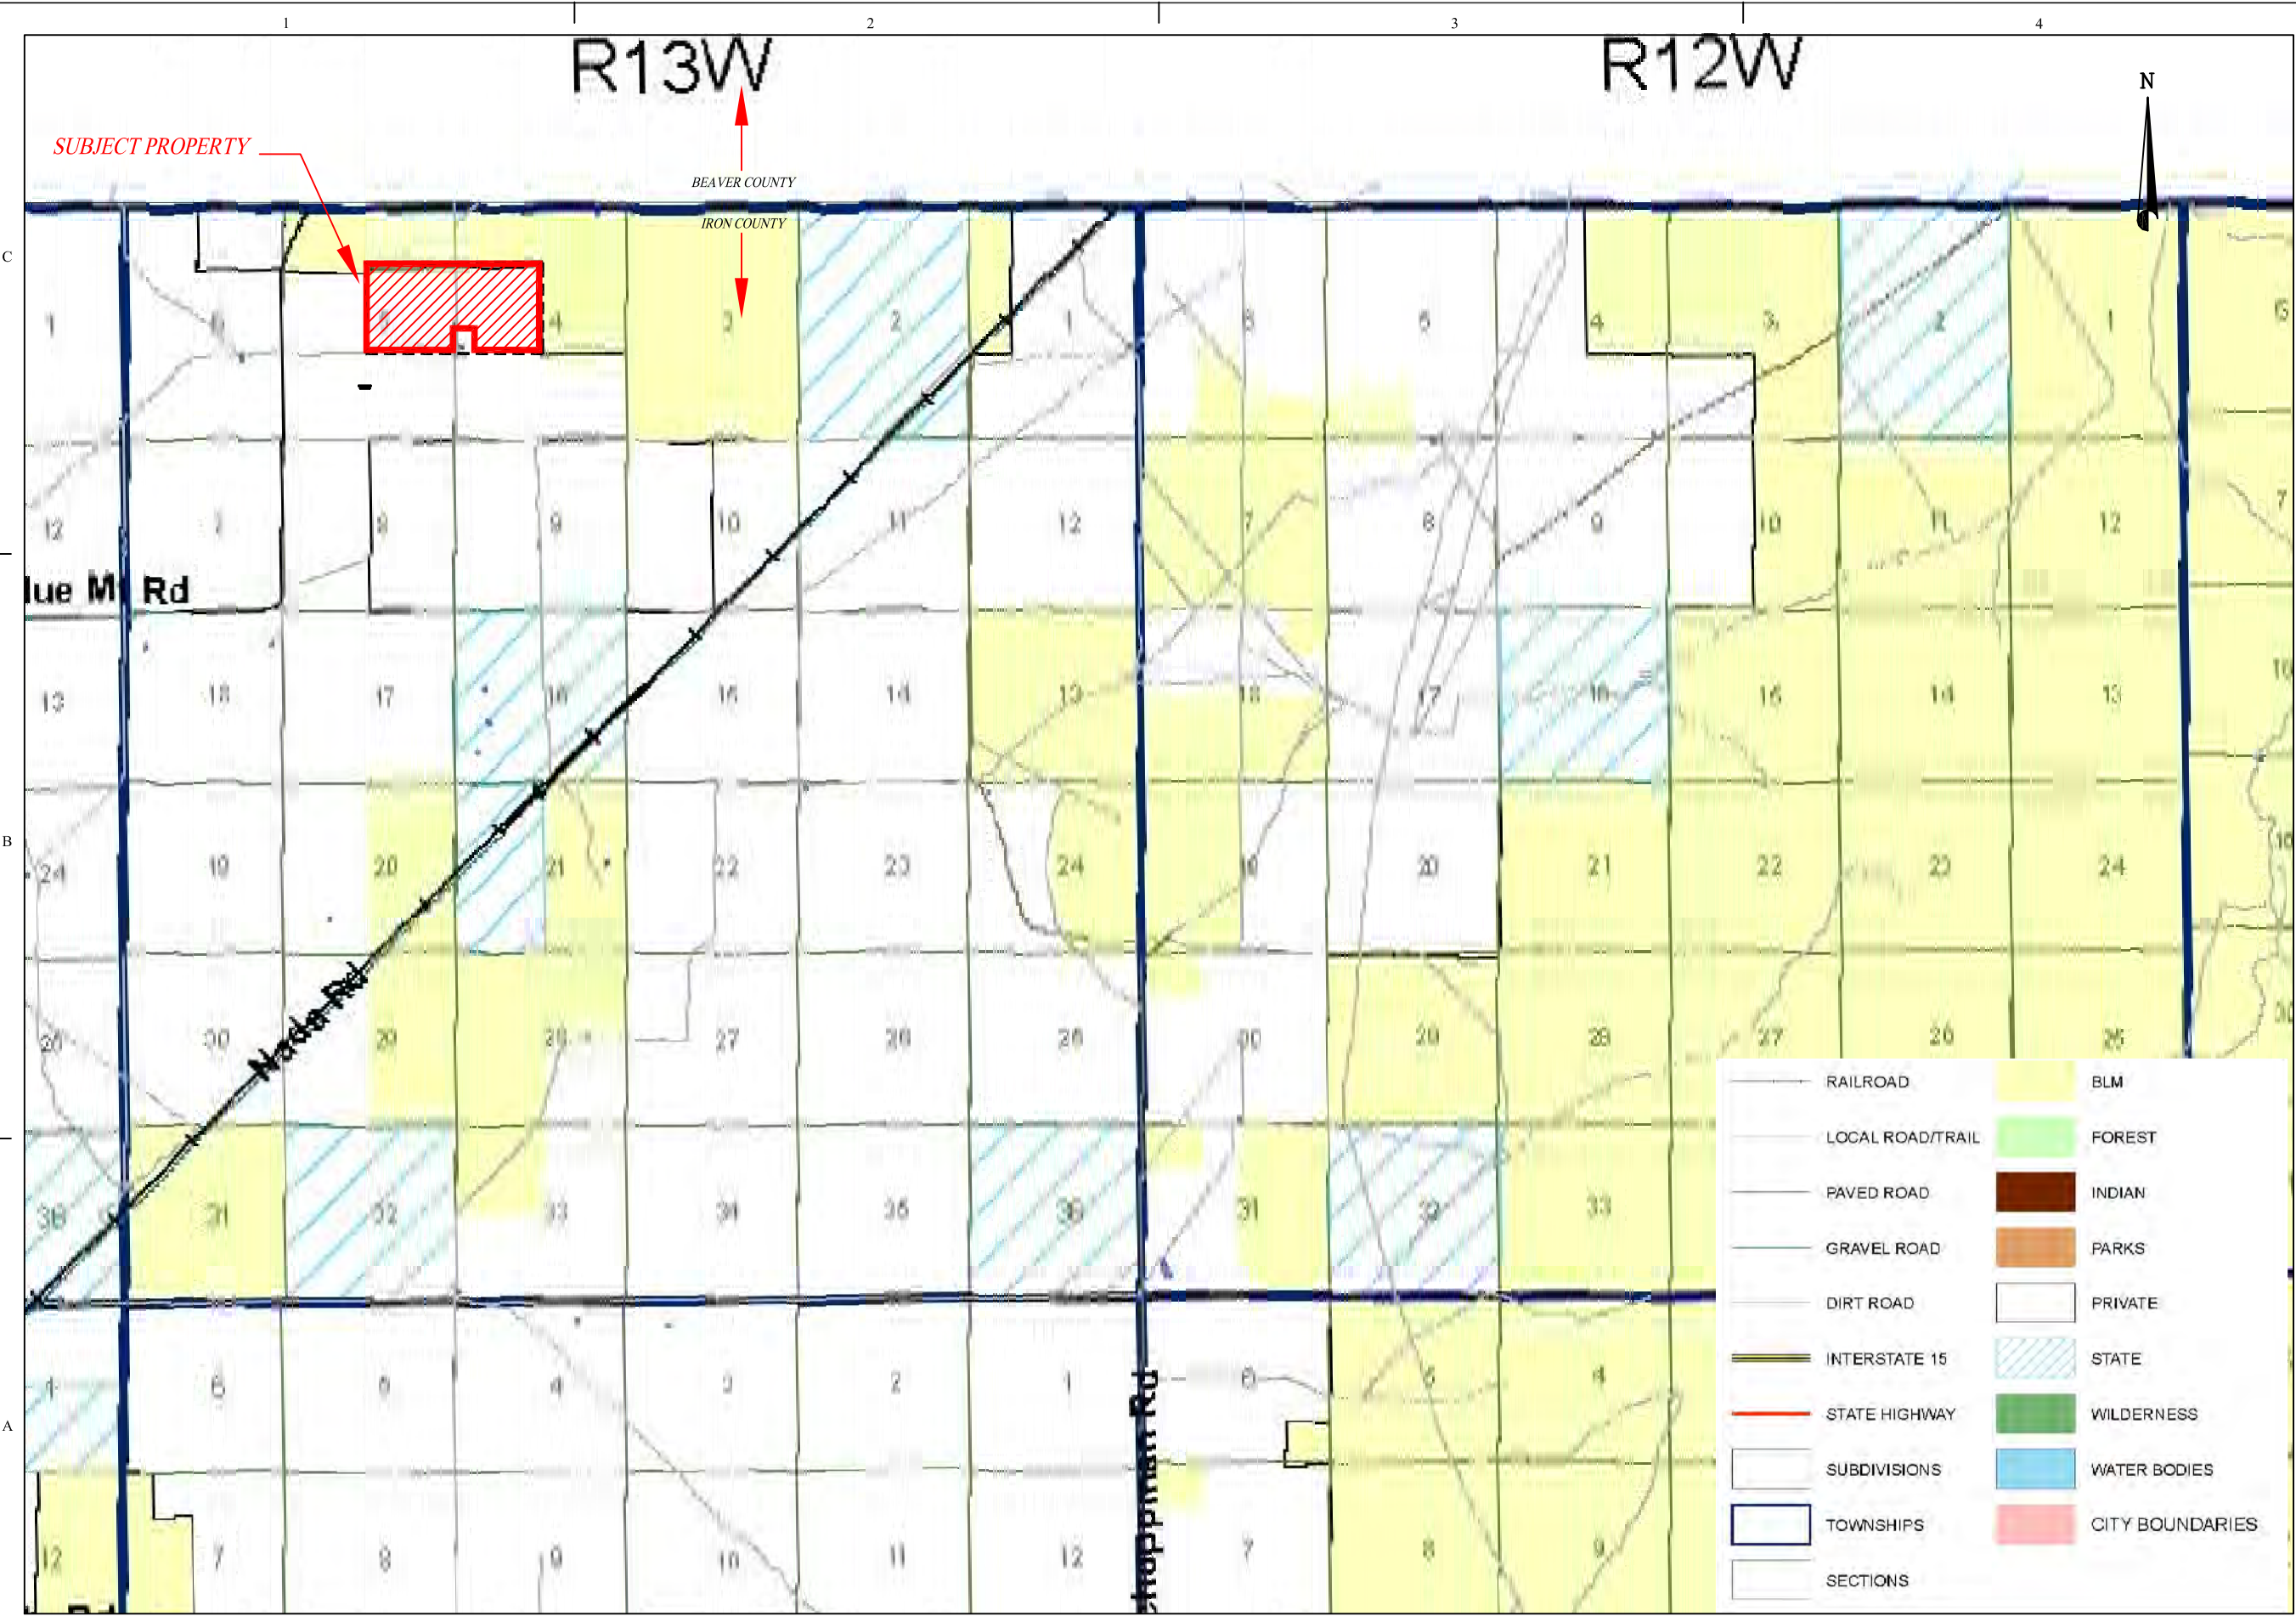 1 2 3 4
R13W R12W
N
SUBJECT PROPERTY
BEAVER COUNTY
IRON COUNTY
C
1 6 5 4 3 2 1 6 5 4 3 2 1 6
12 7 8 9 10 11 12 7 8 9 10 11 12 7
lue Mt Rd
13 18 17 16 15 14 13 18 17 16 15 14 13
B
24 19 20 21 22 23 24 19 20 21 22 23 24
Nada Rd
25 30 29 28 27 26 25 30 29 28 27 26 25
36 31 32 33 34 35 36 31 32 33
A
1 6 5 4 3 2 1 6 5 4
12 7 8 9 10 11 12 7 8 9
RAILROAD
LOCAL ROAD/TRAIL
PAVED ROAD
GRAVEL ROAD
DIRT ROAD
INTERSTATE 15
STATE HIGHWAY
SUBDIVISIONS
TOWNSHIPS
SECTIONS
BLM
FOREST
INDIAN
PARKS
PRIVATE
STATE
WILDERNESS
WATER BODIES
CITY BOUNDARIES